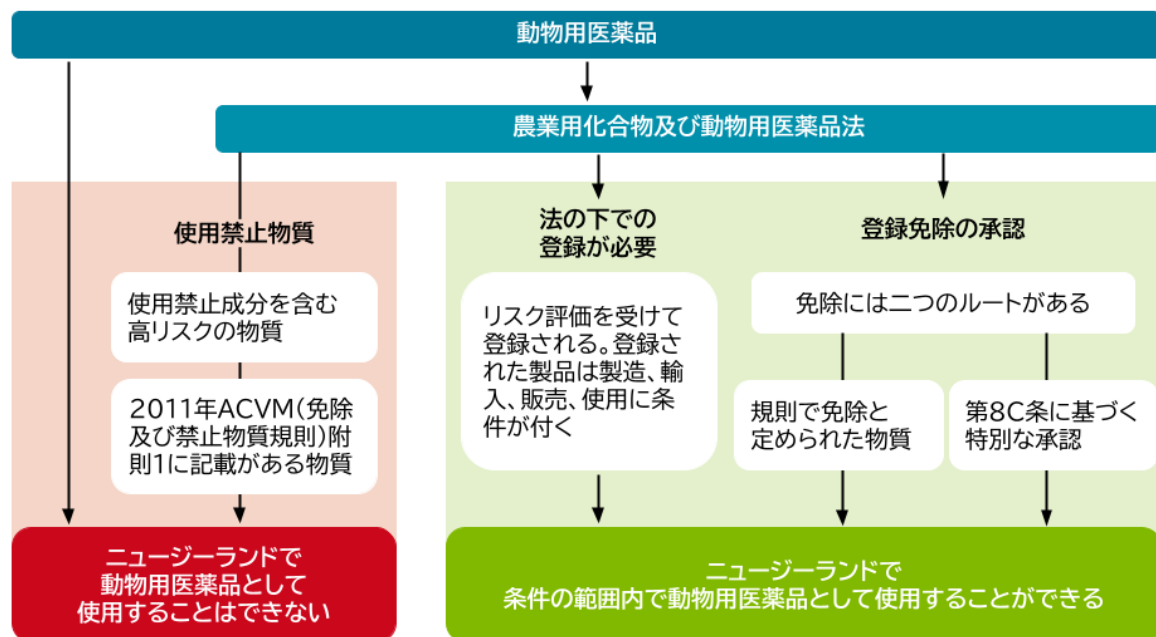 動物用医薬品
農業用化合物及び動物用医薬品法
使用禁止物質
使用禁止成分を含む
高リスクの物質
2011年ACVM(免除
及び禁止物質規則)附
則1に記載がある物質
ニュージーランドで
動物用医薬品として
使用することはできない
法の下での
登録が必要
リスク評価を受けて
登録される。登録さ
れた製品は製造、輸
入、販売、使用に条
件が付く
登録免除の承認
免除には二つのルートがある
規則で免除と
定められた物質
第8C条に基づく
特別な承認
ニュージーランドで
条件の範囲内で動物用医薬品として使用することができる